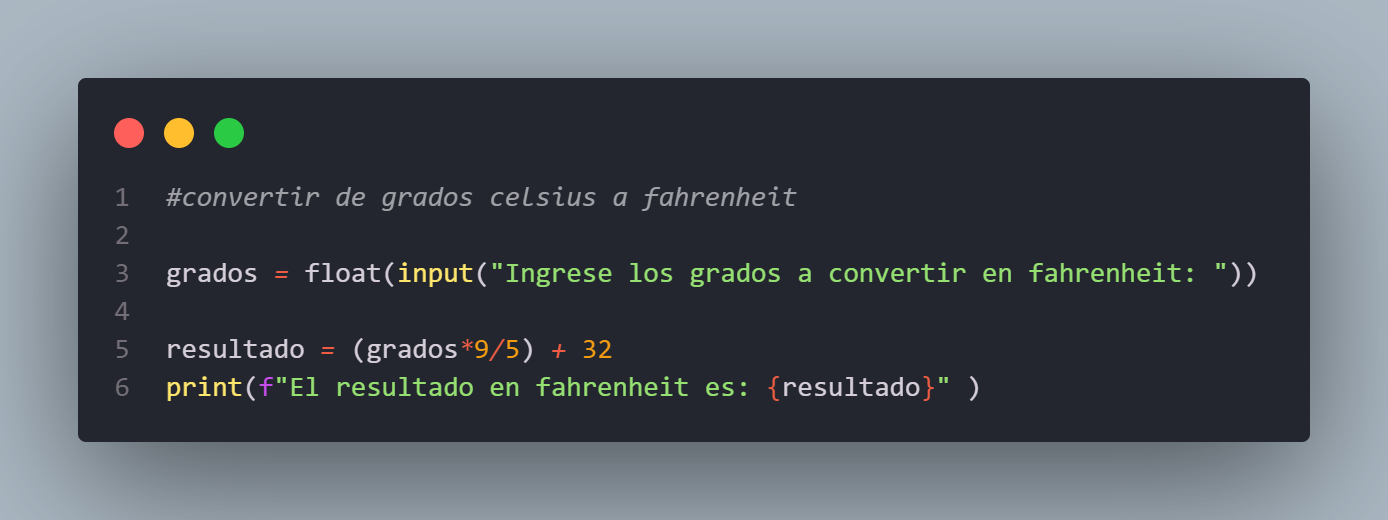 1 #convertir de grados celsius a fahrenheit
2
3 grados = float(input("Ingrese los grados a convertir en fahrenheit: "))
4
5 resultado = (grados*9/5) + 32
6 print(f"El resultado en fahrenheit es: {resultado}" )